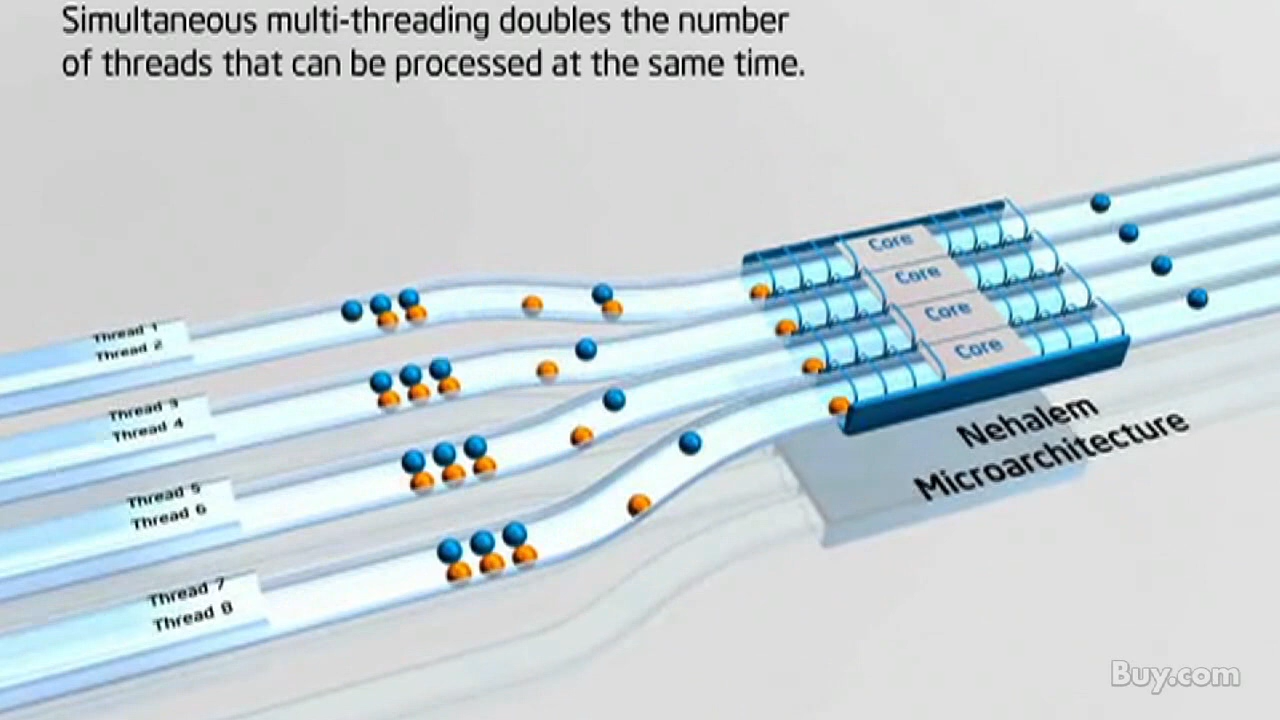 Simultaneous multi-threading doubles the number
of threads that can be processed at the same time.
Core
Core
Core
Core
Thread 1
Thread 2
Thread 3
Thread 4
Thread 5
Thread 6
Thread 7
Thread 8
Nehalem
Microarchitecture
Buy.com